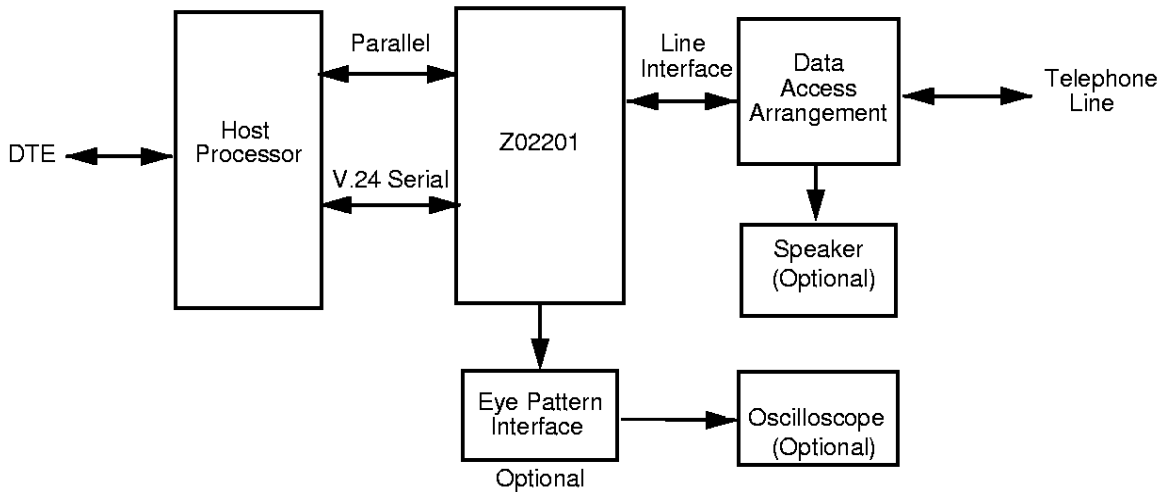 DTE
Host
Processor
Parallel
V.24 Serial
Z02201
Line
Interface
Data
Access
Arrangement
Telephone
Line
Speaker
(Optional)
Eye Pattern
Interface
Optional
Oscilloscope
(Optional)